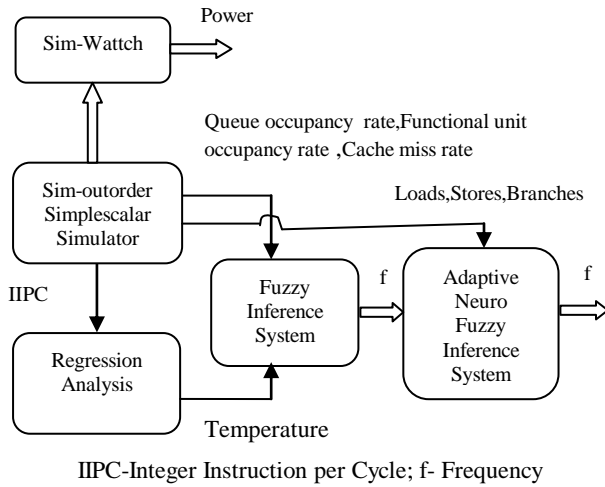 Power
Sim-Wattch
Queue occupancy rate,Functional unit
occupancy rate ,Cache miss rate
Sim-outorder
Simplescalar
Simulator
Loads,Stores,Branches
IIPC
Fuzzy
Inference
System
f
Adaptive
Neuro
Fuzzy
Inference
System
f
Regression
Analysis
Temperature
IIPC-Integer Instruction per Cycle; f- Frequency